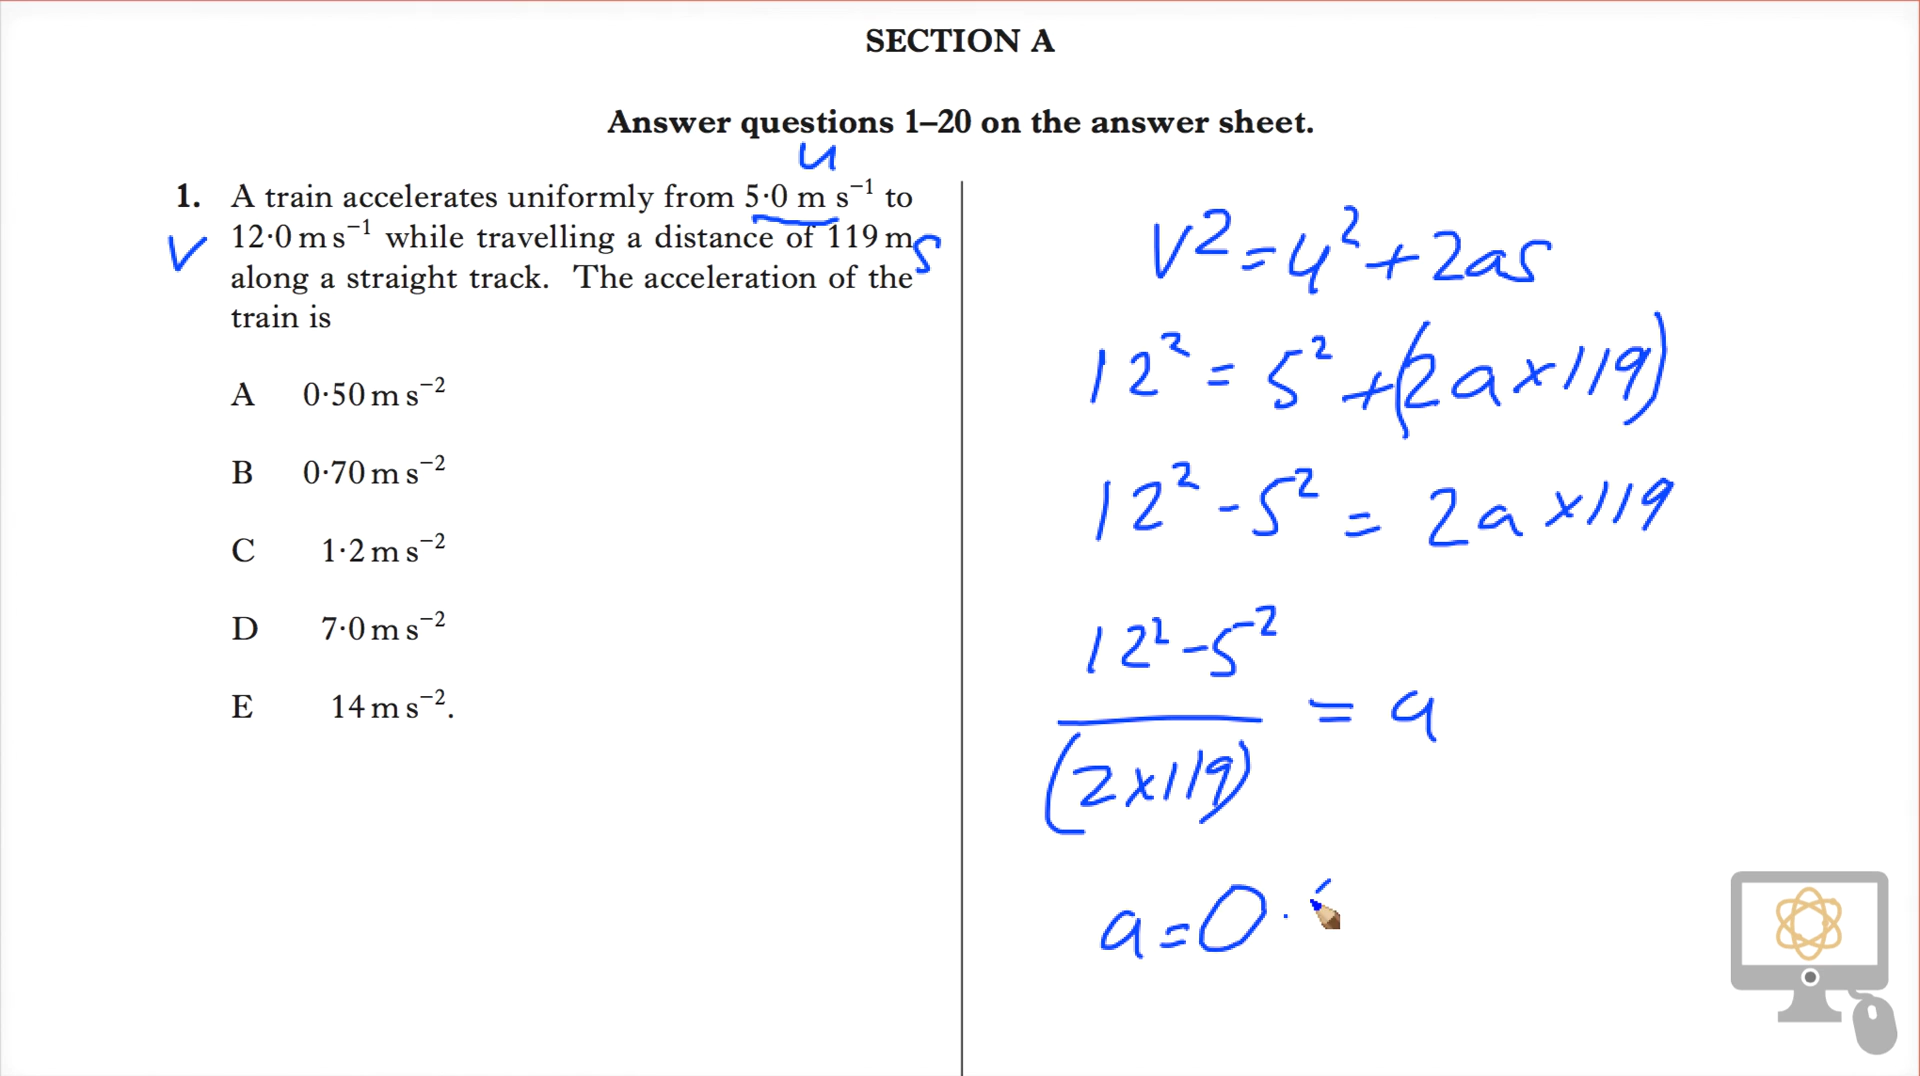 SECTION A
Answer questions 1–20 on the answer sheet.
u
1. A train accelerates uniformly from 5·0 m s⁻¹ to
v 12·0 m s⁻¹ while travelling a distance of 119 m s
along a straight track. The acceleration of the
train is
A 0·50 m s⁻²
B 0·70 m s⁻²
C 1·2 m s⁻²
D 7·0 m s⁻²
E 14 m s⁻².
v² = u² + 2as
12² = 5² + (2a × 119)
12² - 5² = 2a × 119
12² - 5²
= a
(2 × 119)
a = 0.